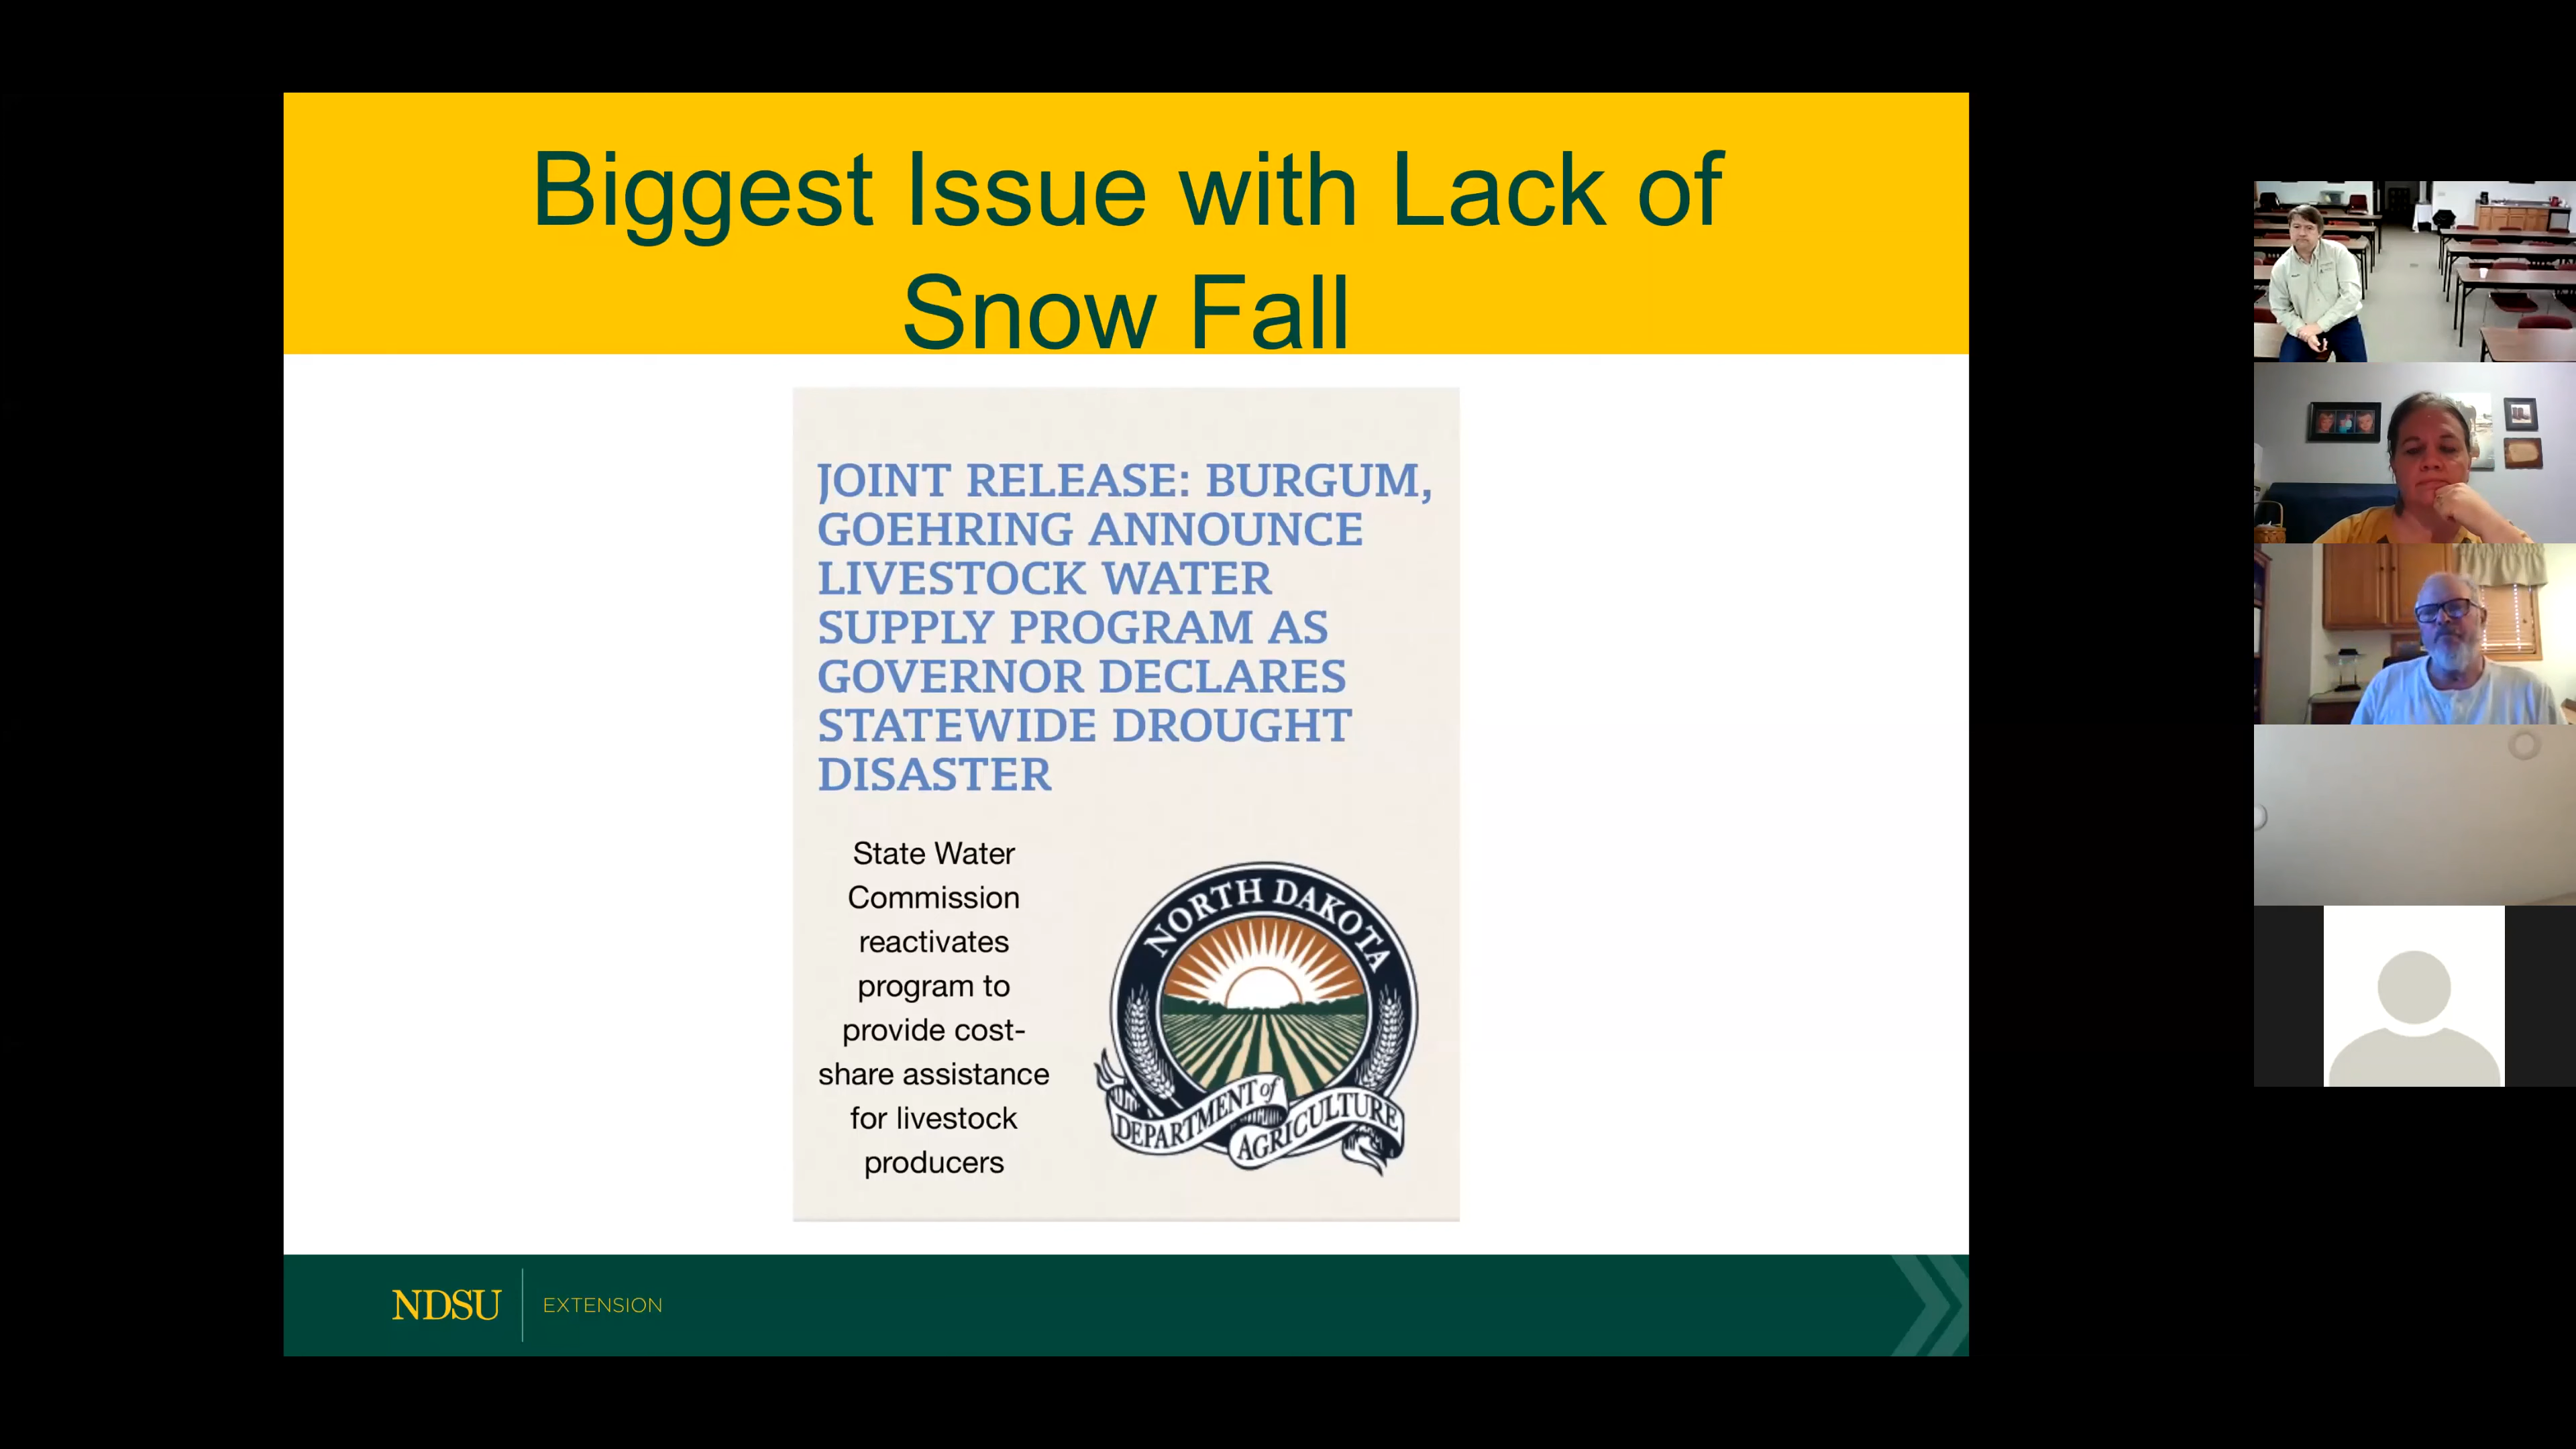 Biggest Issue with Lack of
Snow Fall
JOINT RELEASE: BURGUM,
GOEHRING ANNOUNCE
LIVESTOCK WATER
SUPPLY PROGRAM AS
GOVERNOR DECLARES
STATEWIDE DROUGHT
DISASTER
State Water
Commission
reactivates
program to
provide cost-
share assistance
for livestock
producers
NORTH DAKOTA
DEPARTMENT of
AGRICULTURE
NDSU
EXTENSION